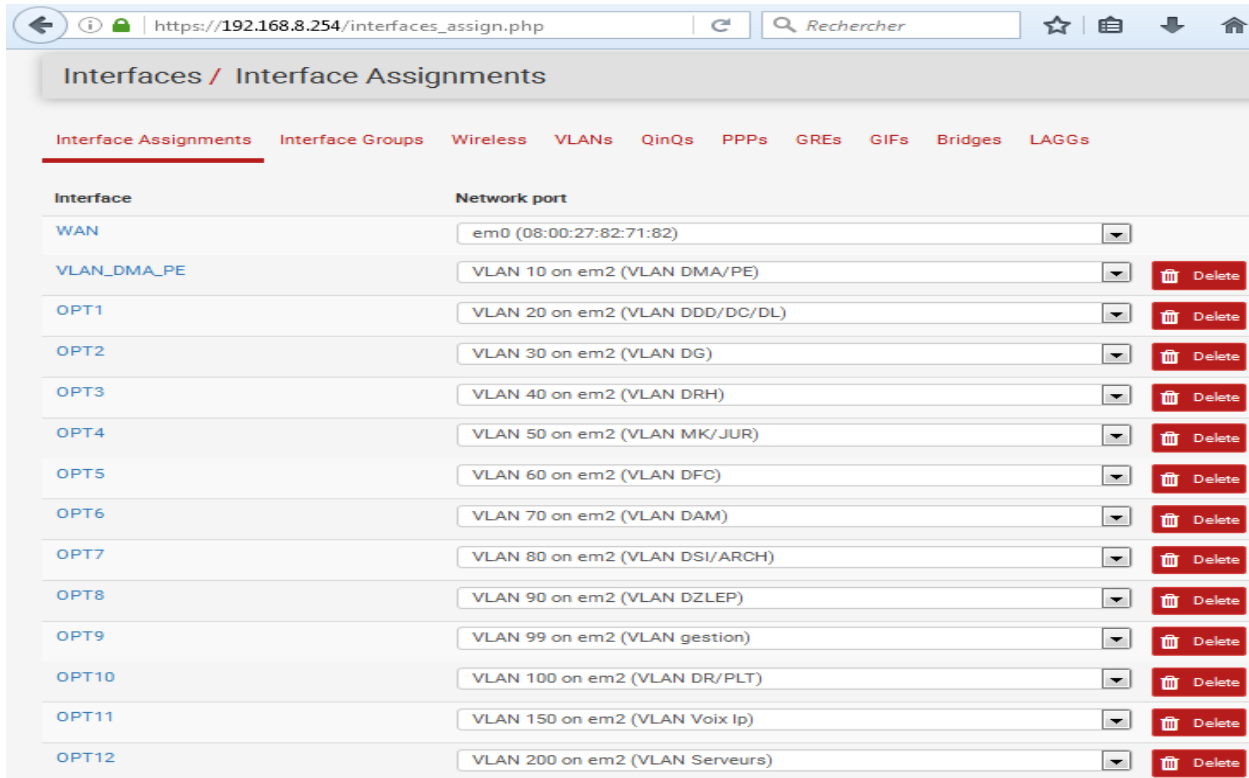 https://192.168.8.254/interfaces_assign.php Rechercher
Interfaces / Interface Assignments
Interface Assignments Interface Groups Wireless VLANs QinQs PPPs GREs GIFs Bridges LAGGs
Interface Network port
WAN em0 (08:00:27:82:71:82)
VLAN_DMA_PE VLAN 10 on em2 (VLAN DMA/PE) Delete
OPT1 VLAN 20 on em2 (VLAN DDD/DC/DL) Delete
OPT2 VLAN 30 on em2 (VLAN DG) Delete
OPT3 VLAN 40 on em2 (VLAN DRH) Delete
OPT4 VLAN 50 on em2 (VLAN MK/JUR) Delete
OPT5 VLAN 60 on em2 (VLAN DFC) Delete
OPT6 VLAN 70 on em2 (VLAN DAM) Delete
OPT7 VLAN 80 on em2 (VLAN DSI/ARCH) Delete
OPT8 VLAN 90 on em2 (VLAN DZLEP) Delete
OPT9 VLAN 99 on em2 (VLAN gestion) Delete
OPT10 VLAN 100 on em2 (VLAN DR/PLT) Delete
OPT11 VLAN 150 on em2 (VLAN Voix Ip) Delete
OPT12 VLAN 200 on em2 (VLAN Serveurs) Delete